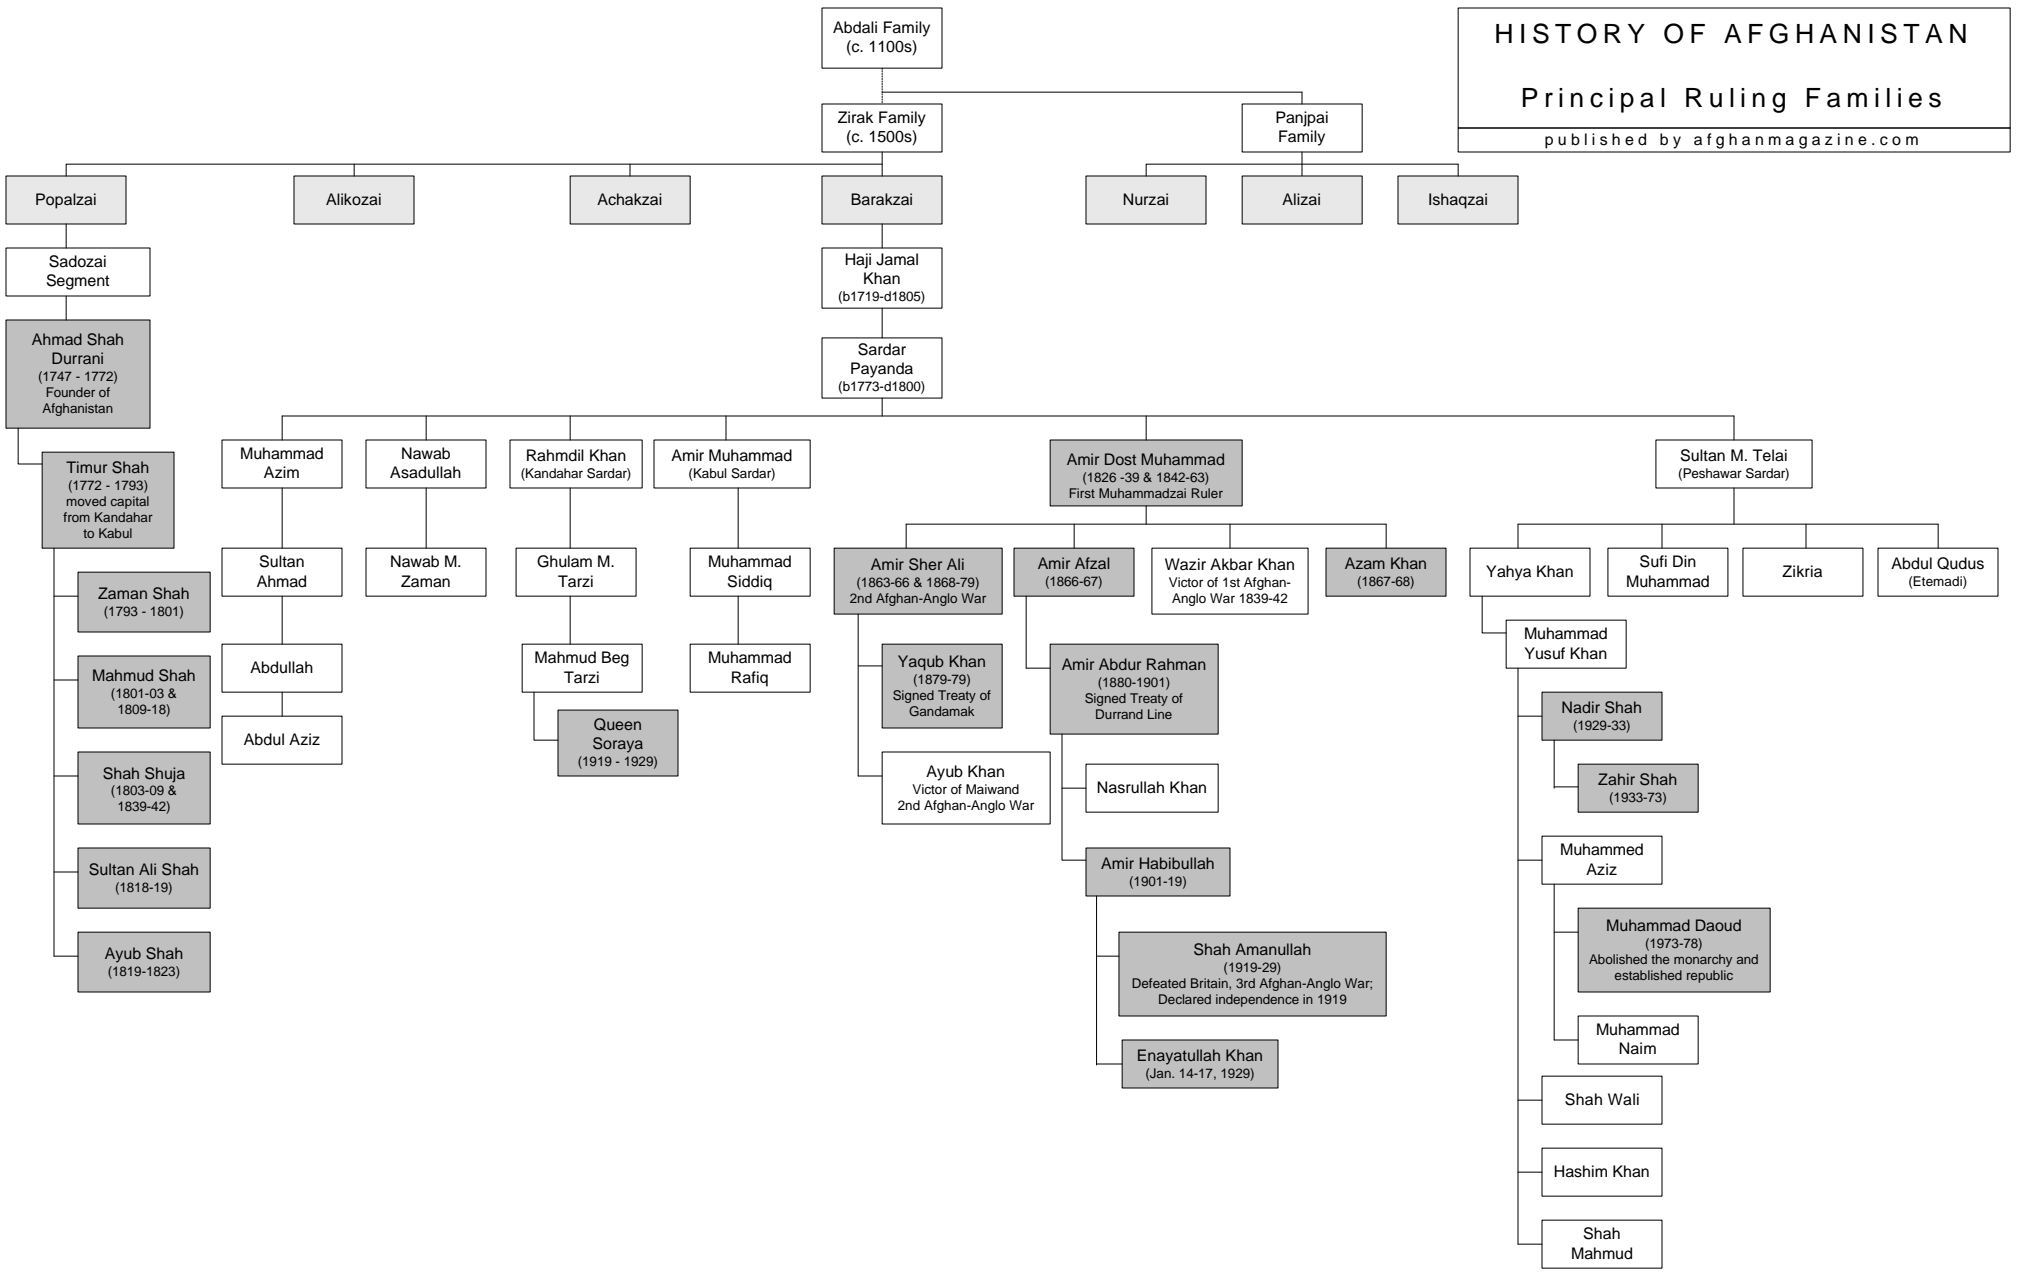 HISTORY OF AFGHANISTAN
Principal Ruling Families
published by afghanmagazine.com
Abdali Family
(c. 1100s)
Zirak Family
(c. 1500s)
Panjpai
Family
Popalzai
Alikozai
Achakzai
Barakzai
Nurzai
Alizai
Ishaqzai
Sadozai
Segment
Haji Jamal
Khan
(b1719-d1805)
Ahmad Shah
Durrani
(1747 - 1772)
Founder of
Afghanistan
Sardar
Payanda
(b1773-d1800)
Timur Shah
(1772 - 1793)
moved capital
from Kandahar
to Kabul
Zaman Shah
(1793 - 1801)
Mahmud Shah
(1801-03 &
1809-18)
Shah Shuja
(1803-09 &
1839-42)
Sultan Ali Shah
(1818-19)
Ayub Shah
(1819-1823)
Muhammad
Azim
Sultan
Ahmad
Abdullah
Abdul Aziz
Nawab
Asadullah
Nawab M.
Zaman
Rahmdil Khan
(Kandahar Sardar)
Ghulam M.
Tarzi
Mahmud Beg
Tarzi
Queen
Soraya
(1919 - 1929)
Amir Muhammad
(Kabul Sardar)
Muhammad
Siddiq
Muhammad
Rafiq
Amir Dost Muhammad
(1826 -39 & 1842-63)
First Muhammadzai Ruler
Amir Sher Ali
(1863-66 & 1868-79)
2nd Afghan-Anglo War
Yaqub Khan
(1879-79)
Signed Treaty of
Gandamak
Ayub Khan
Victor of Maiwand
2nd Afghan-Anglo War
Amir Afzal
(1866-67)
Amir Abdur Rahman
(1880-1901)
Signed Treaty of
Durrand Line
Nasrullah Khan
Amir Habibullah
(1901-19)
Shah Amanullah
(1919-29)
Defeated Britain, 3rd Afghan-Anglo War;
Declared independence in 1919
Enayatullah Khan
(Jan. 14-17, 1929)
Wazir Akbar Khan
Victor of 1st Afghan-
Anglo War 1839-42
Azam Khan
(1867-68)
Sultan M. Telai
(Peshawar Sardar)
Yahya Khan
Sufi Din
Muhammad
Zikria
Abdul Qudus
(Etemadi)
Muhammad
Yusuf Khan
Nadir Shah
(1929-33)
Zahir Shah
(1933-73)
Muhammed
Aziz
Muhammad Daoud
(1973-78)
Abolished the monarchy and
established republic
Muhammad
Naim
Shah Wali
Hashim Khan
Shah
Mahmud